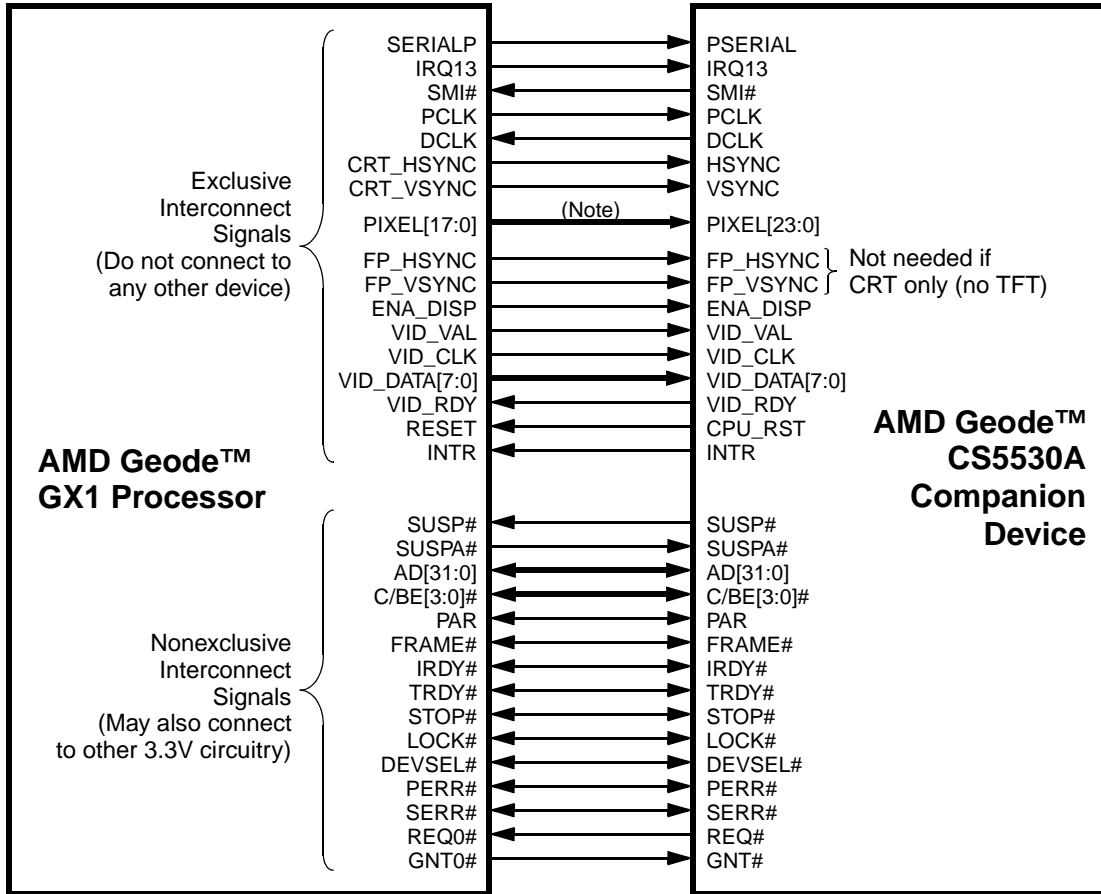 SERIALP PSERIAL
IRQ13 IRQ13
SMI# SMI#
PCLK PCLK
DCLK DCLK
CRT_HSYNC HSYNC
CRT_VSYNC VSYNC
PIXEL[17:0] (Note) PIXEL[23:0]
FP_HSYNC FP_HSYNC
FP_VSYNC FP_VSYNC
Not needed if
CRT only (no TFT)
ENA_DISP ENA_DISP
VID_VAL VID_VAL
VID_CLK VID_CLK
VID_DATA[7:0] VID_DATA[7:0]
VID_RDY VID_RDY
RESET CPU_RST
INTR INTR
Exclusive
Interconnect
Signals
(Do not connect to
any other device)
AMD Geode™
GX1 Processor
AMD Geode™
CS5530A
Companion
Device
SUSP# SUSP#
SUSPA# SUSPA#
AD[31:0] AD[31:0]
C/BE[3:0]# C/BE[3:0]#
PAR PAR
FRAME# FRAME#
IRDY# IRDY#
TRDY# TRDY#
STOP# STOP#
LOCK# LOCK#
DEVSEL# DEVSEL#
PERR# PERR#
SERR# SERR#
REQ0# REQ#
GNT0# GNT#
Nonexclusive
Interconnect
Signals
(May also connect
to other 3.3V circuitry)